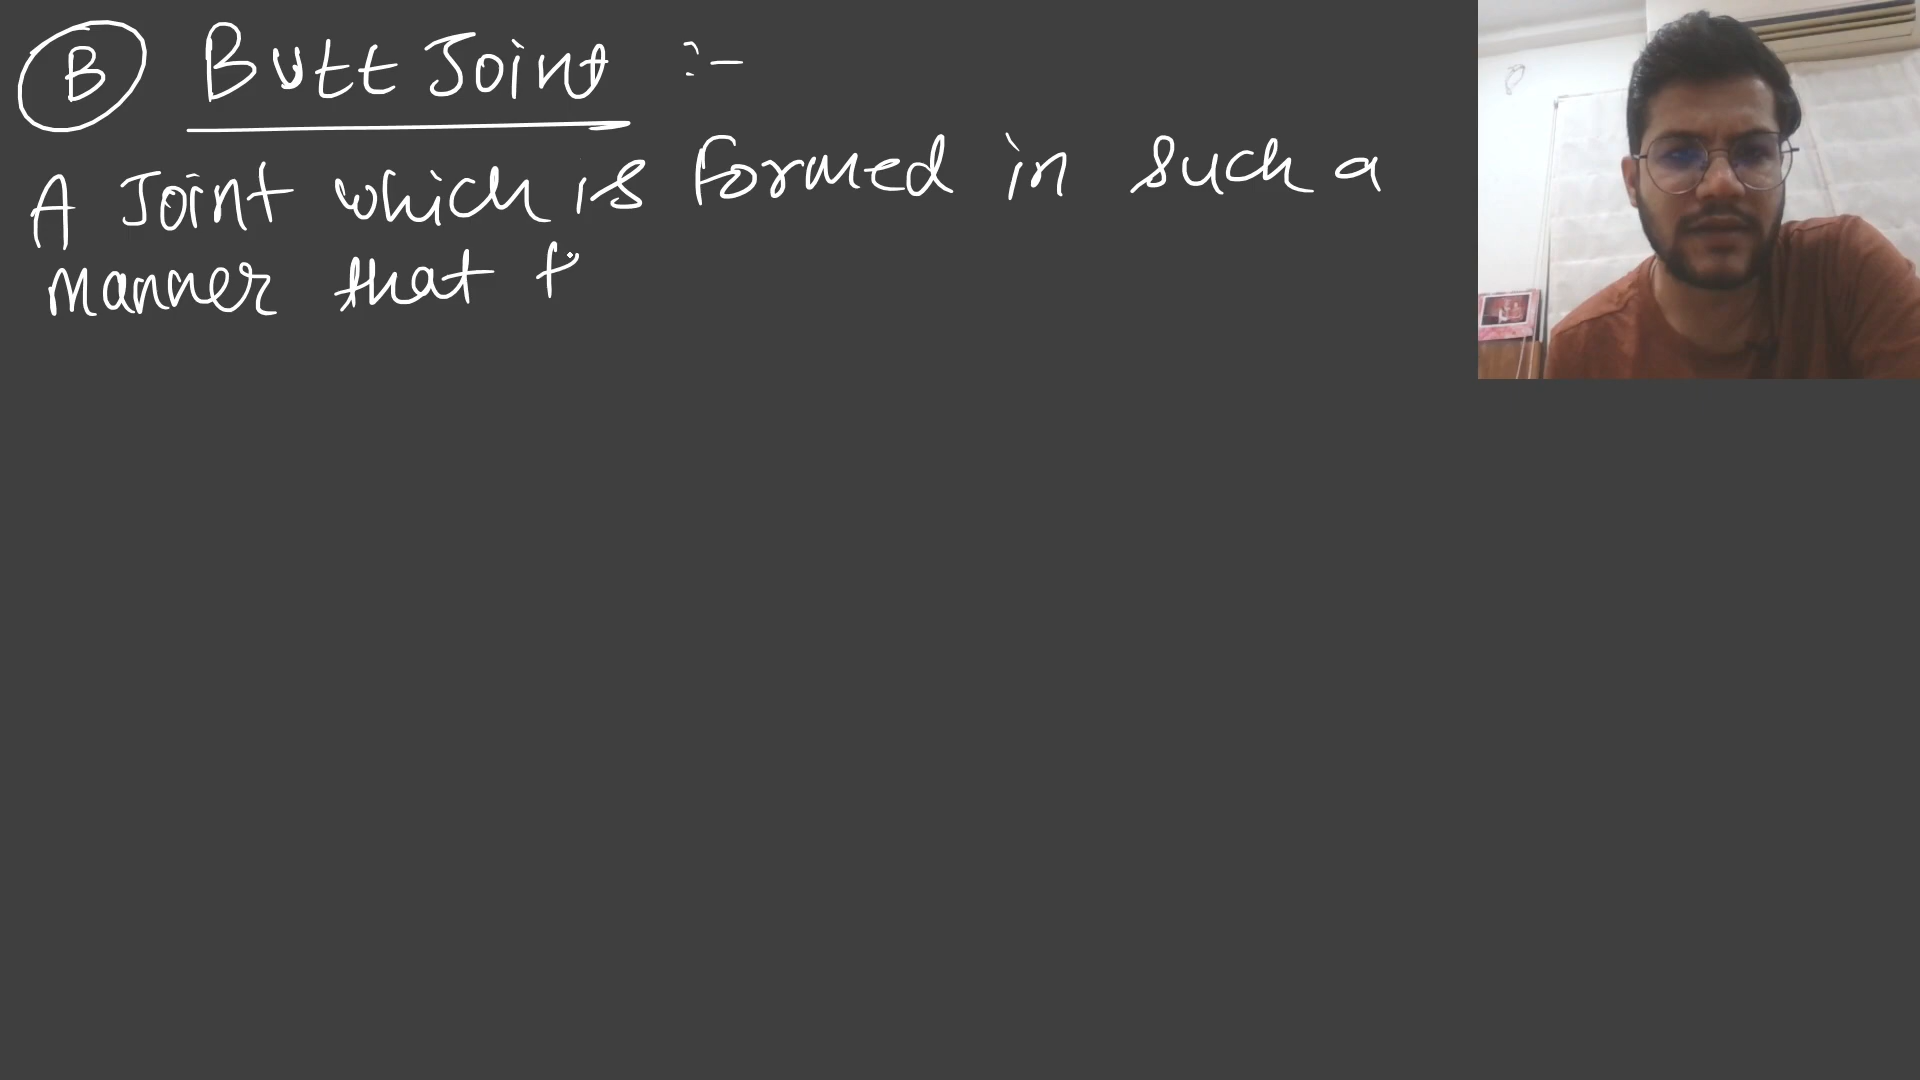 B Butt Joint :-
A Joint which is formed in such a
manner that t